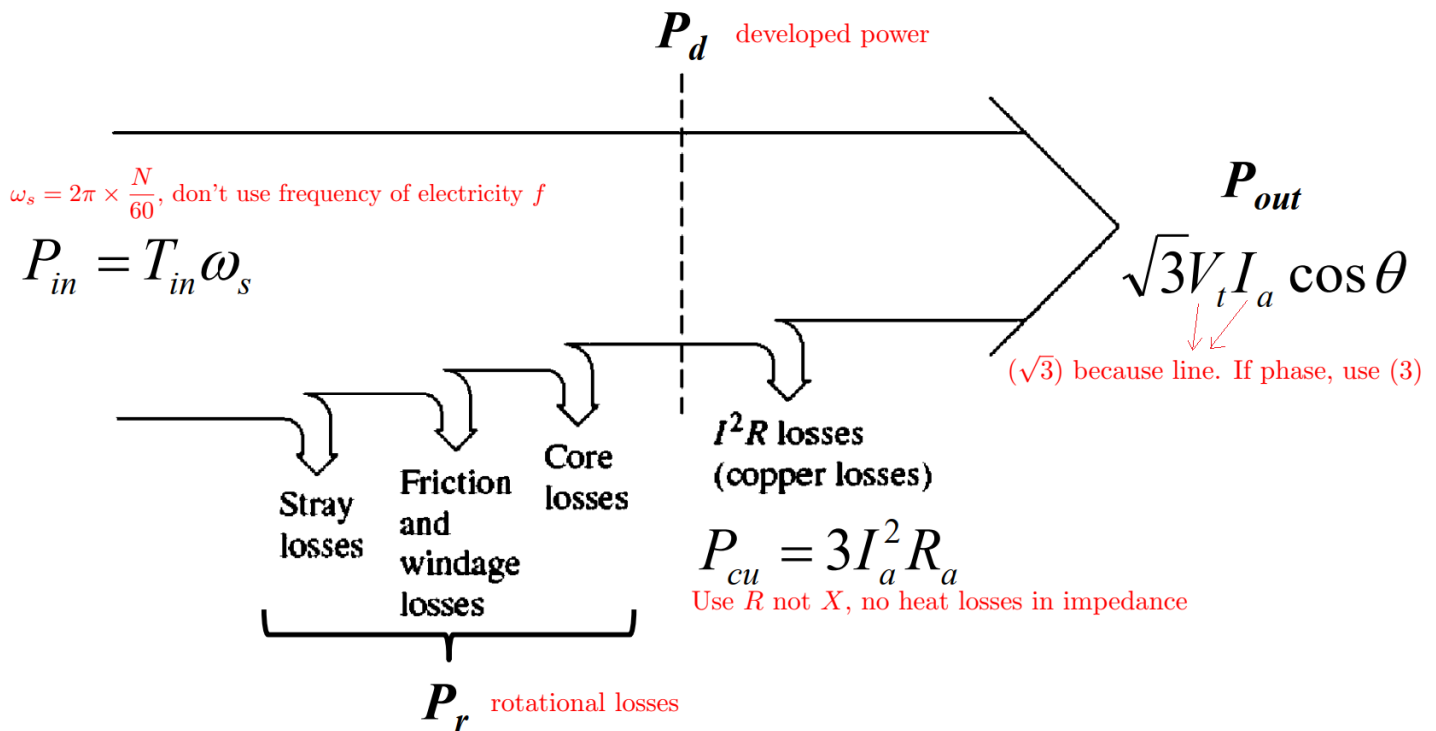 P_d developed power
ω_s = 2π × N/60, don't use frequency of electricity f
P_in = T_in ω_s
P_out
√3 V_t I_a cos θ
(√3) because line. If phase, use (3)
Stray
losses
Friction
and
windage
losses
Core
losses
I²R losses
(copper losses)
P_cu = 3I_a²R_a
Use R not X, no heat losses in impedance
P_r rotational losses